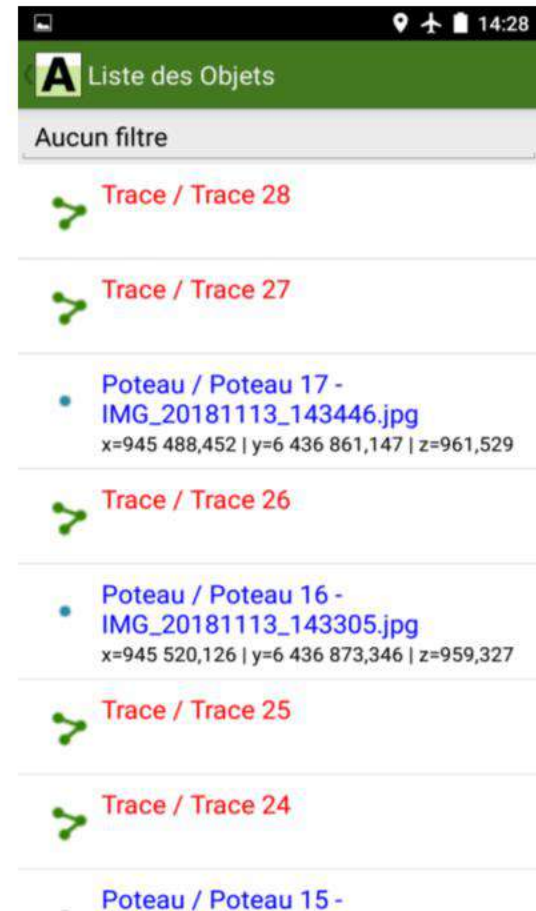 14:28
A Liste des Objets
Aucun filtre
Trace / Trace 28
Trace / Trace 27
Poteau / Poteau 17 -
IMG_20181113_143446.jpg
x=945 488,452 | y=6 436 861,147 | z=961,529
Trace / Trace 26
Poteau / Poteau 16 -
IMG_20181113_143305.jpg
x=945 520,126 | y=6 436 873,346 | z=959,327
Trace / Trace 25
Trace / Trace 24
Poteau / Poteau 15 -